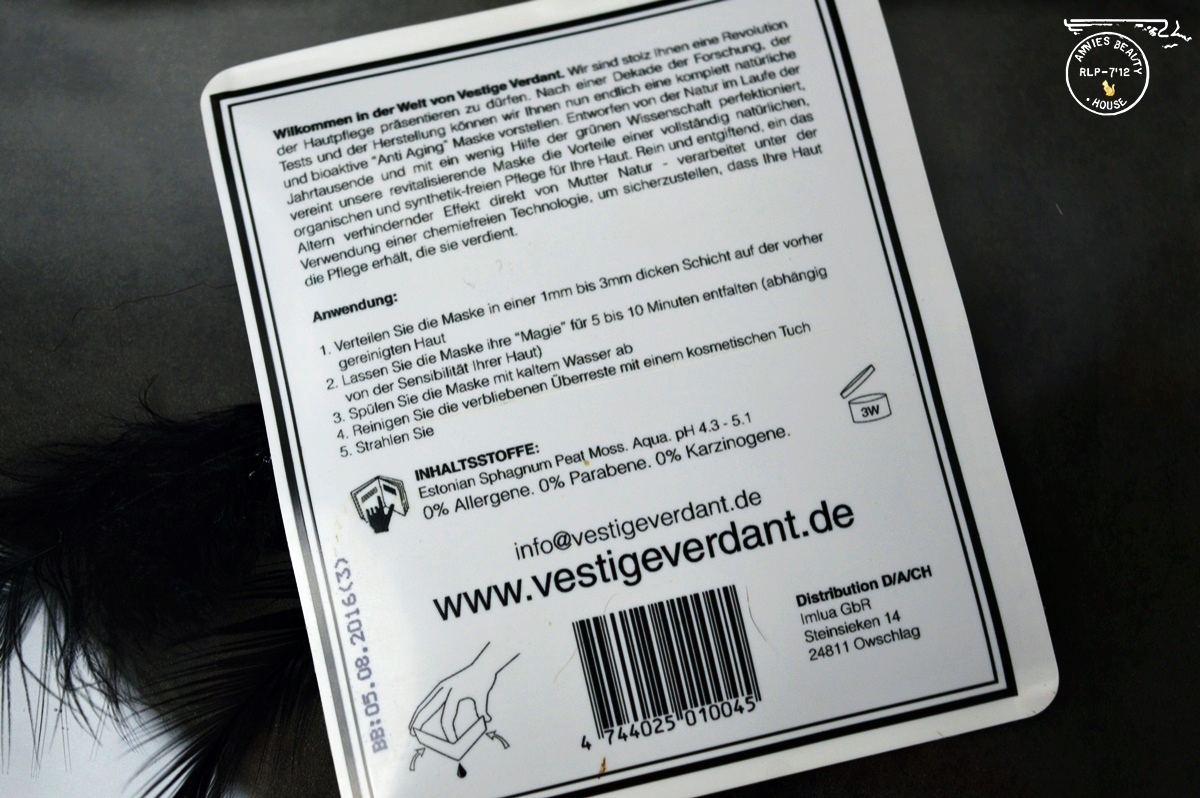 ANNIES BEAUTY
RLP-7'12
HOUSE
Willkommen in der Welt von Vestige Verdant. Wir sind stolz Ihnen eine Revolution
der Hautpflege präsentieren zu dürfen. Nach einer Dekade der Forschung, der
Tests und der Herstellung können wir Ihnen nun endlich eine komplett natürliche
und bioaktive "Anti Aging" Maske vorstellen. Entworfen von der Natur im Laufe der
Jahrtausende und mit ein wenig Hilfe der grünen Wissenschaft perfektioniert,
vereint unsere revitalisierende Maske die Vorteile einer vollständig natürlichen,
organischen und synthetik-freien Pflege für Ihre Haut. Rein und entgiftend, ein das
Altern verhindernder Effekt direkt von Mutter Natur - verarbeitet unter der
Verwendung einer chemiefreien Technologie, um sicherzustellen, dass Ihre Haut
die Pflege erhält, die sie verdient.
Anwendung:
1. Verteilen Sie die Maske in einer 1mm bis 3mm dicken Schicht auf der vorher
gereinigten Haut
2. Lassen Sie die Maske ihre "Magie" für 5 bis 10 Minuten entfalten (abhängig
von der Sensibilität Ihrer Haut)
3. Spülen Sie die Maske mit kaltem Wasser ab
4. Reinigen Sie die verbliebenen Überreste mit einem kosmetischen Tuch
5. Strahlen Sie
3W
INHALTSSTOFFE:
Estonian Sphagnum Peat Moss. Aqua. pH 4.3 - 5.1
0% Allergene. 0% Parabene. 0% Karzinogene.
info@vestigeverdant.de
www.vestigeverdant.de
BB:05.08.2016(3)
Distribution D/A/CH
Imlua GbR
Steinsieken 14
24811 Owschlag
4 744025 010045